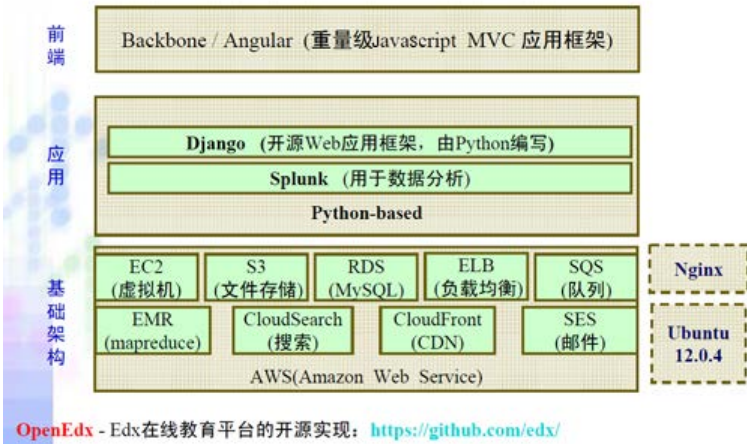 前端
Backbone / Angular (重量级JavaScript MVC 应用框架)
应用
Django (开源Web应用框架，由Python编写)
Splunk (用于数据分析)
Python-based
基础架构
EC2
(虚拟机)
S3
(文件存储)
RDS
(MySQL)
ELB
(负载均衡)
SQS
(队列)
EMR
(mapreduce)
CloudSearch
(搜索)
CloudFront
(CDN)
SES
(邮件)
AWS(Amazon Web Service)
Nginx
Ubuntu
12.0.4
OpenEdx - Edx在线教育平台的开源实现：https://github.com/edx/